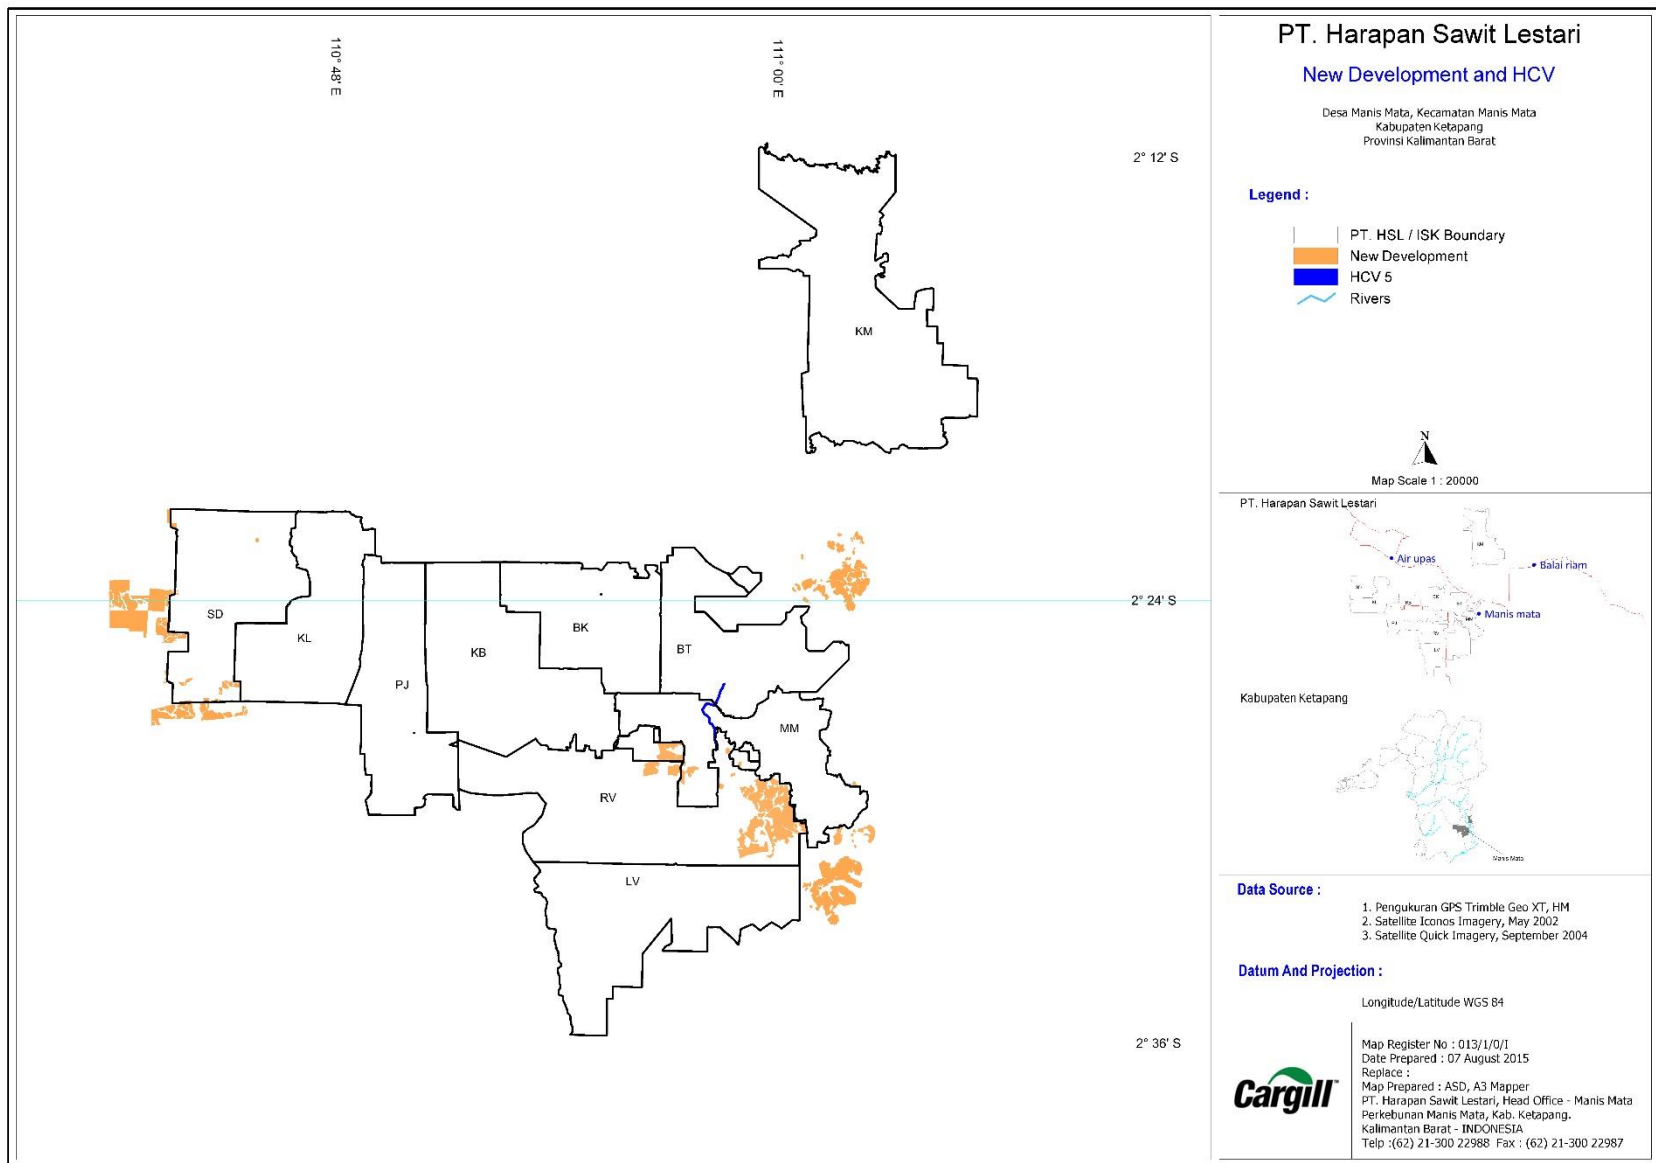 110° 48' E
111° 00' E
2° 12' S
KM
2° 24' S
SD
KL
PJ
KB
BK
BT
MM
RV
LV
2° 36' S
PT. Harapan Sawit Lestari
New Development and HCV
Desa Manis Mata, Kecamatan Manis Mata
Kabupaten Ketapang
Provinsi Kalimantan Barat
Legend :
PT. HSL / ISK Boundary
New Development
HCV 5
Rivers
N
Map Scale 1 : 20000
PT. Harapan Sawit Lestari
Air upas
Balai riam
Manis mata
Kabupaten Ketapang
Manis Mata
Data Source :
1. Pengukuran GPS Trimble Geo XT, HM
2. Satellite Iconos Imagery, May 2002
3. Satellite Quick Imagery, September 2004
Datum And Projection :
Longitude/Latitude WGS 84
Cargill™
Map Register No : 013/1/0/I
Date Prepared : 07 August 2015
Replace :
Map Prepared : ASD, A3 Mapper
PT. Harapan Sawit Lestari, Head Office - Manis Mata
Perkebunan Manis Mata, Kab. Ketapang.
Kalimantan Barat - INDONESIA
Telp :(62) 21-300 22988 Fax : (62) 21-300 22987